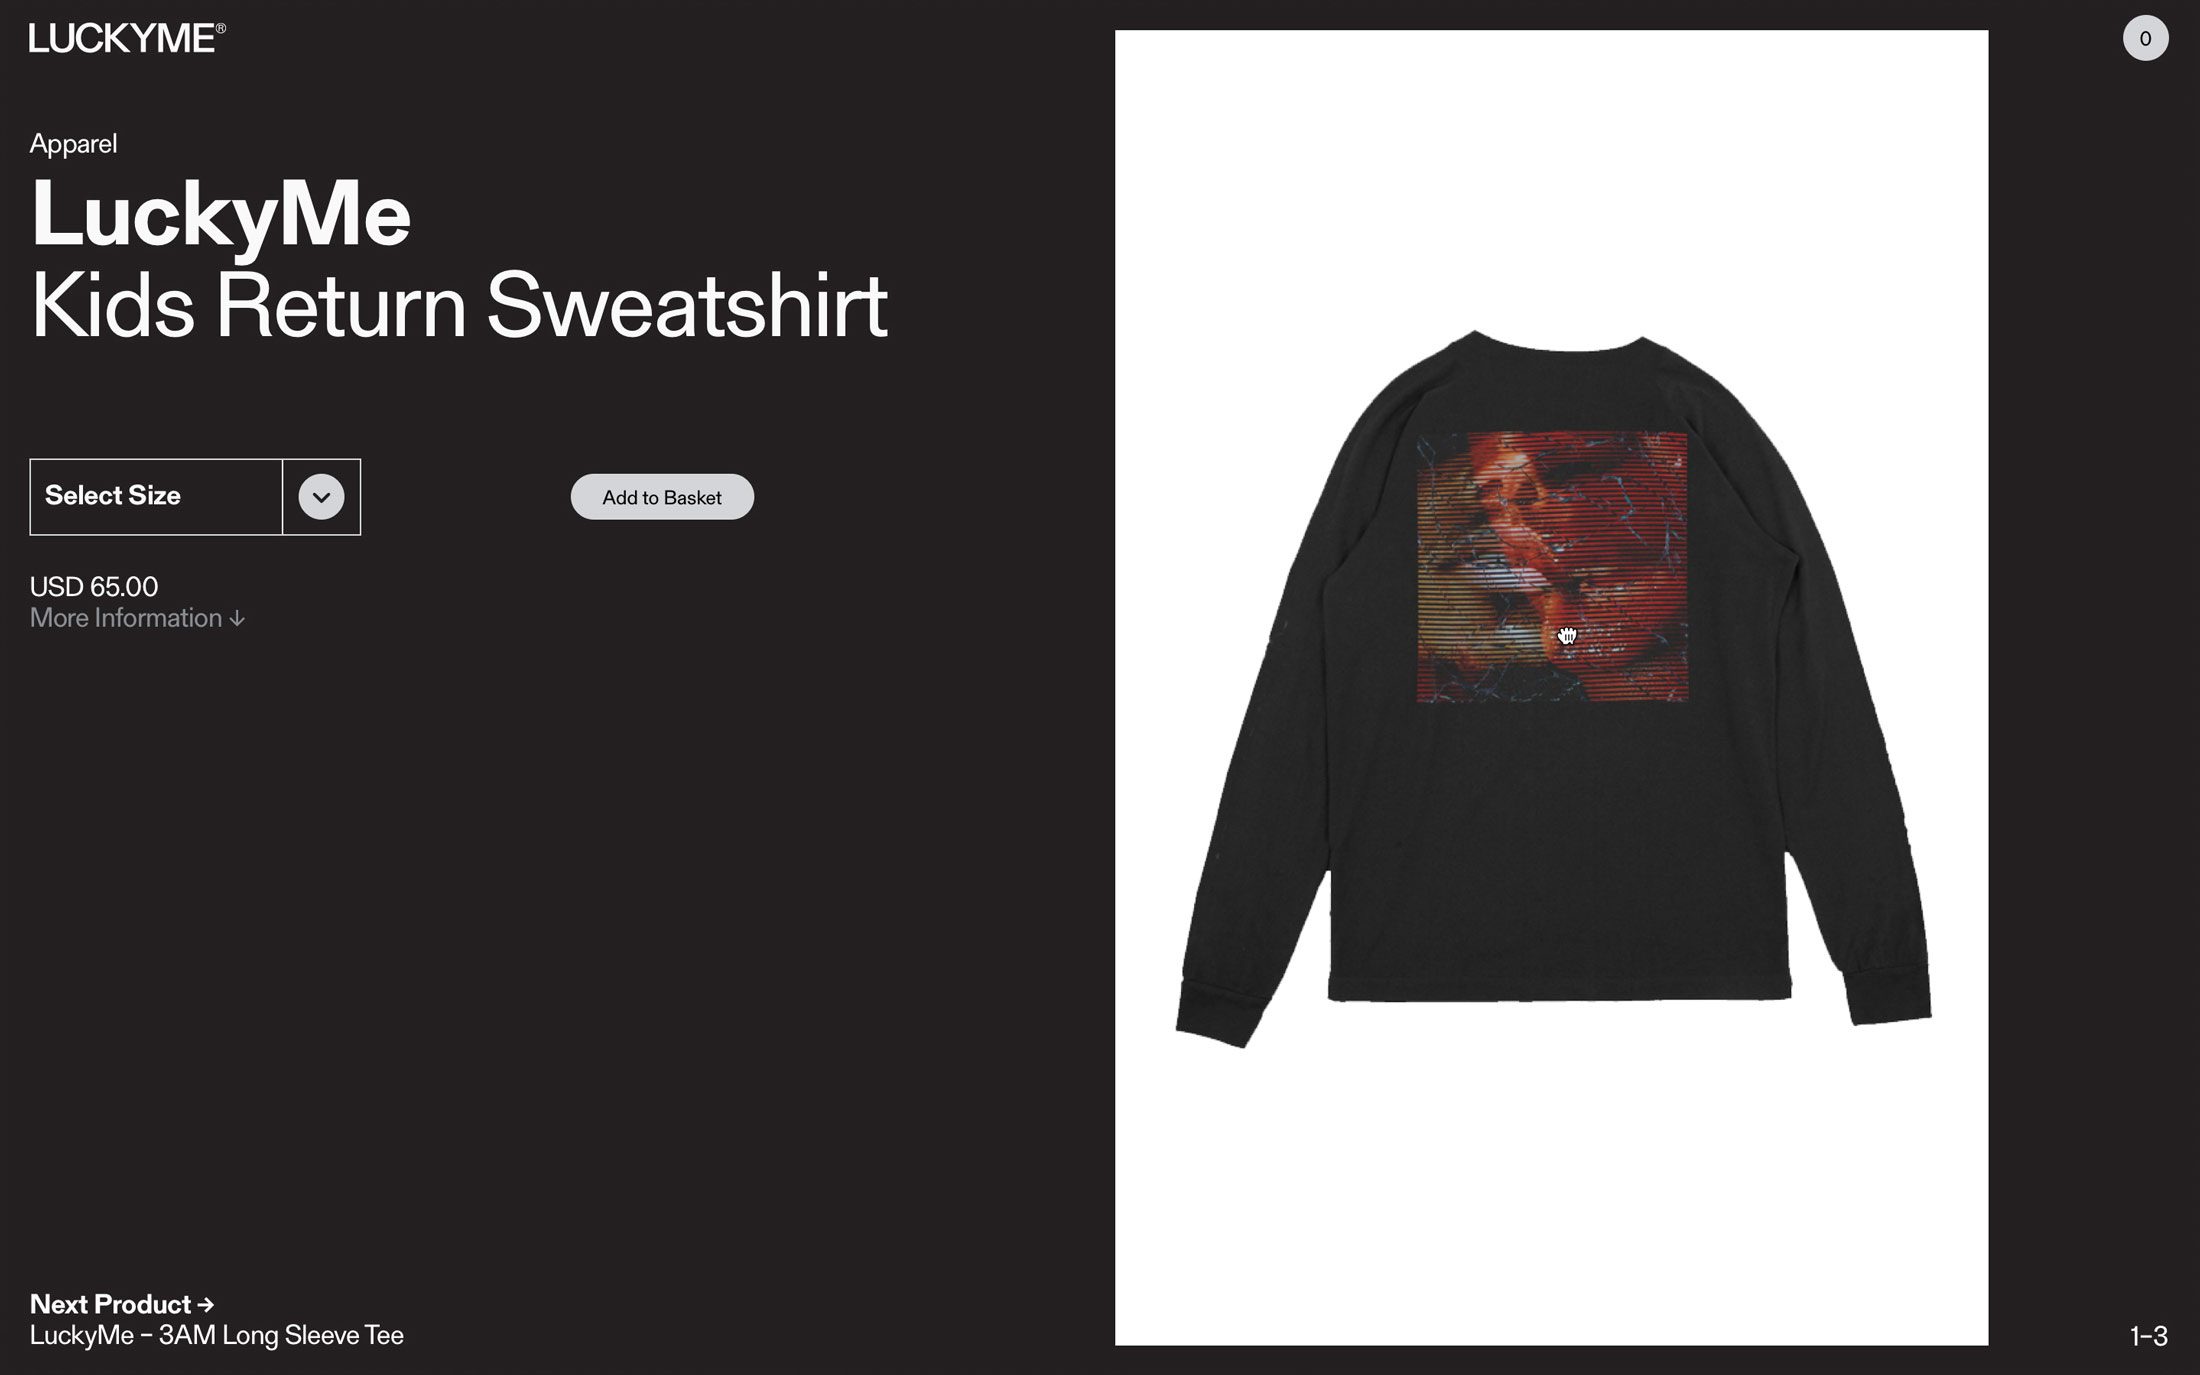 LUCKYME®
0
Apparel
LuckyMe
Kids Return Sweatshirt
Select Size
Add to Basket
USD 65.00
More Information ↓
Next Product →
LuckyMe – 3AM Long Sleeve Tee
1–3